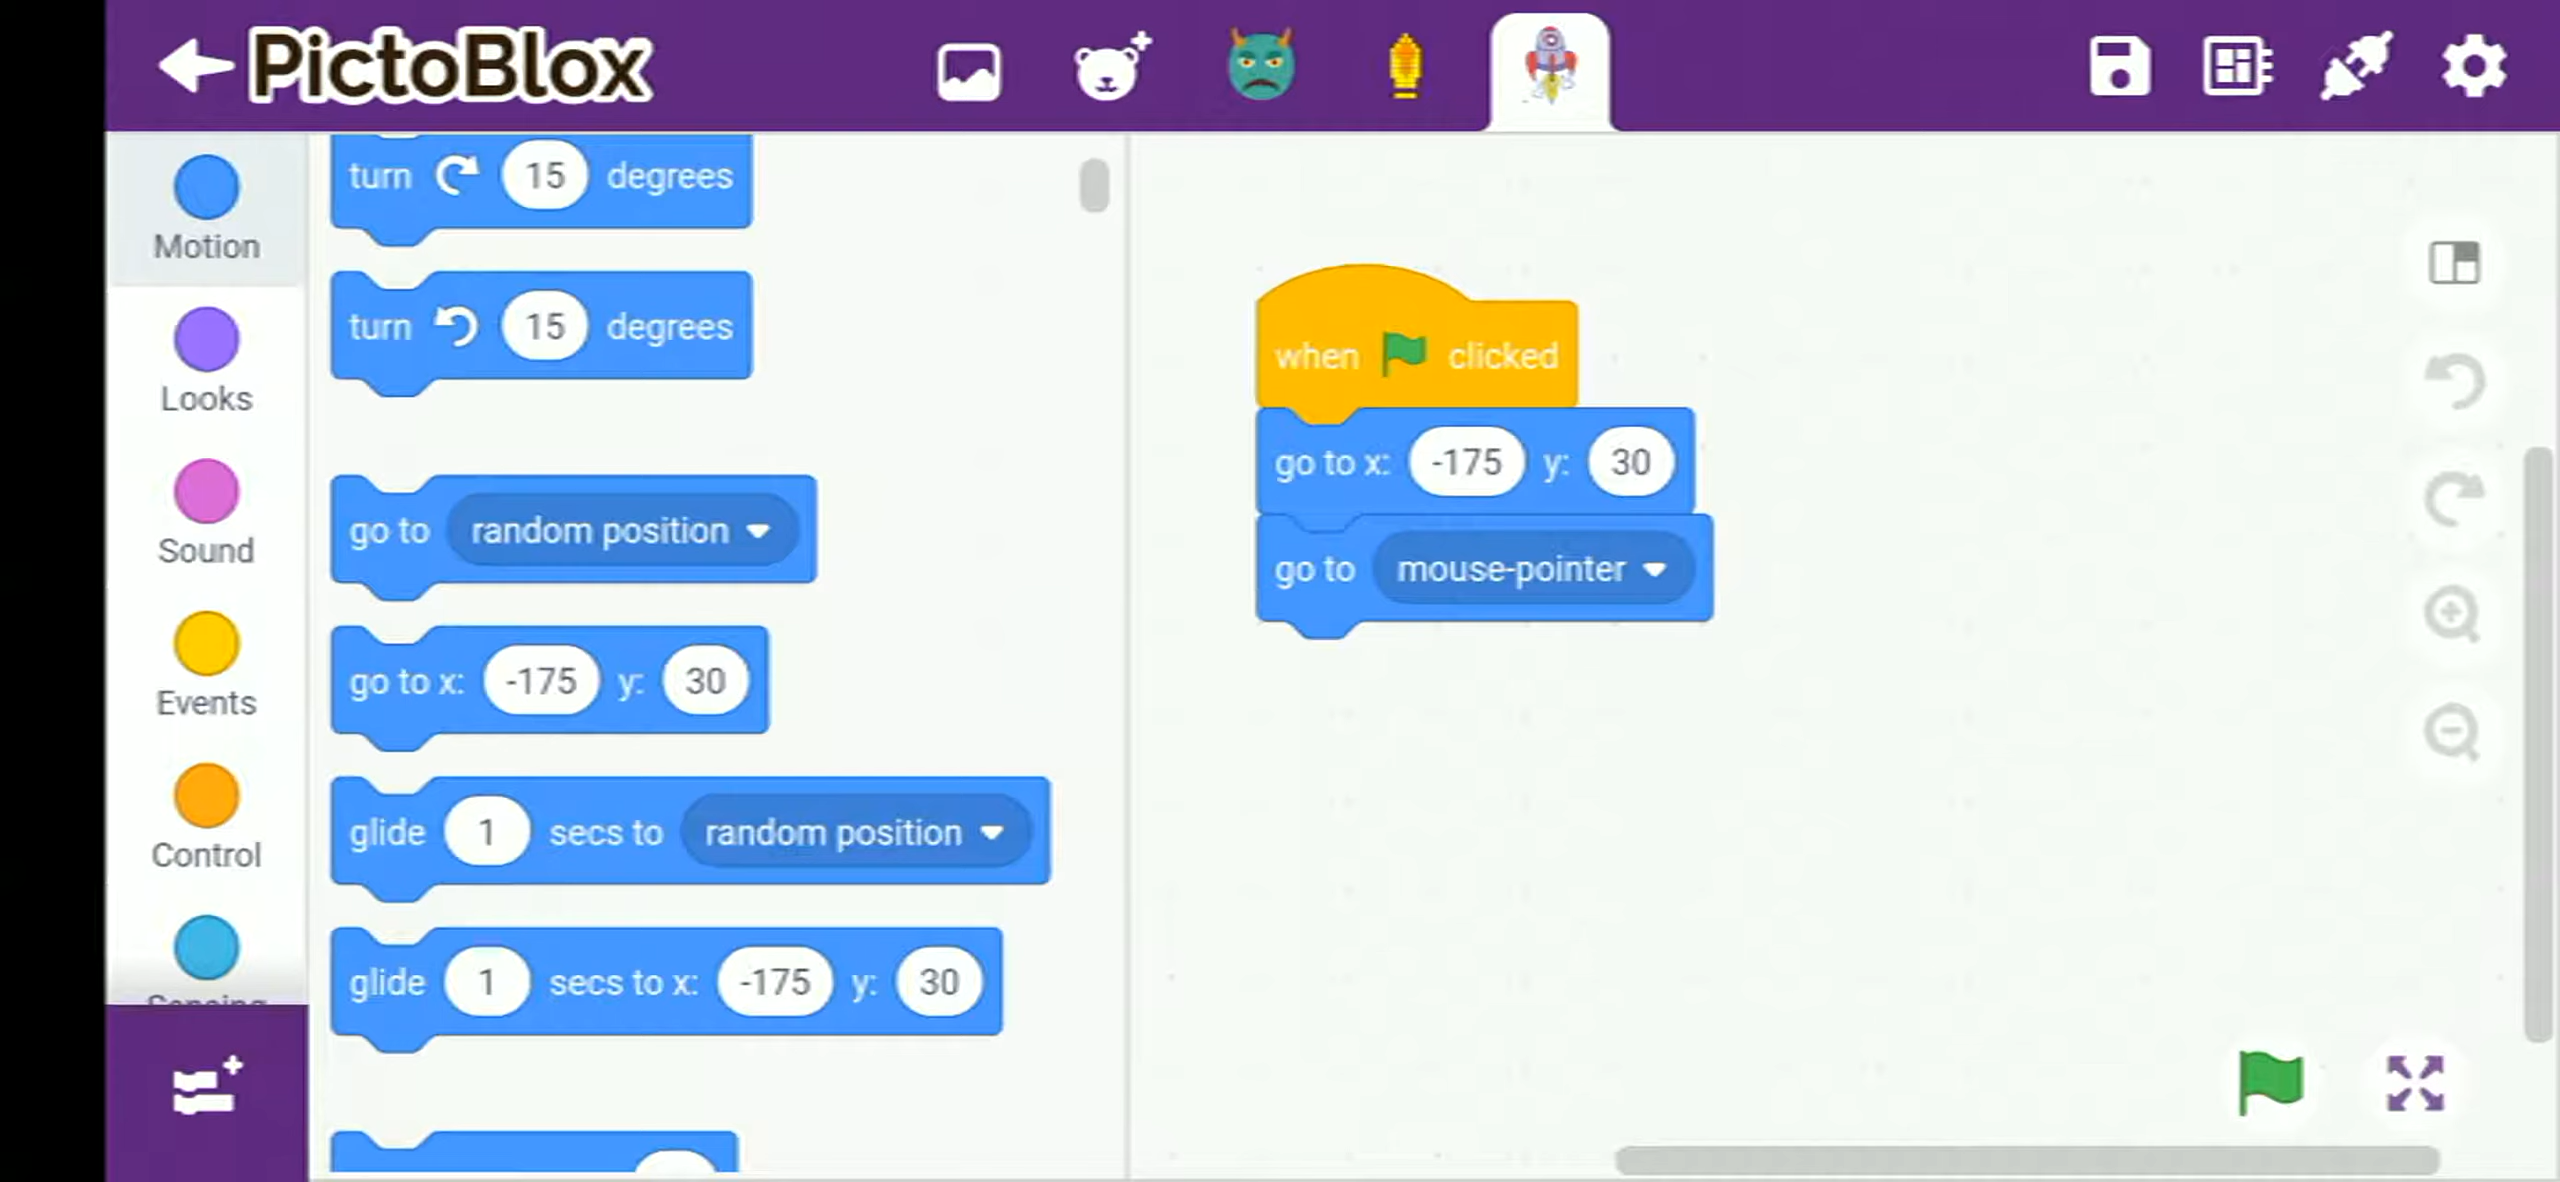 PictoBlox
Motion
Looks
Sound
Events
Control
Sensing
turn 15 degrees
turn 15 degrees
go to random position
go to x: -175 y: 30
glide 1 secs to random position
glide 1 secs to x: -175 y: 30
when clicked
go to x: -175 y: 30
go to mouse-pointer